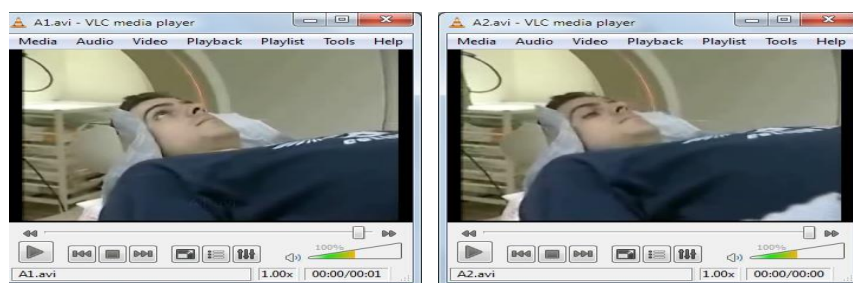 A1.avi - VLC media player
Media Audio Video Playback Playlist Tools Help
100%
A1.avi 1.00x 00:00/00:01
A2.avi - VLC media player
Media Audio Video Playback Playlist Tools Help
100%
A2.avi 1.00x 00:00/00:00